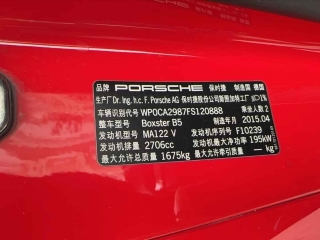 PORSCHE 保时捷 制造国 德国
生产厂 Dr. Ing. h.c. F. Porsche AG 保时捷股份公司
车辆识别代号 WP0CA2987FS120888 乘坐人数 2
整车型号 Boxster B5 制造年月 2015.04
发动机型号 MA122 V 发动机序号 F10239
发动机排量 2706cc 发动机最大净功率 195kW
最大允许总质量 1675kg 最大允许牵引质量 — kg